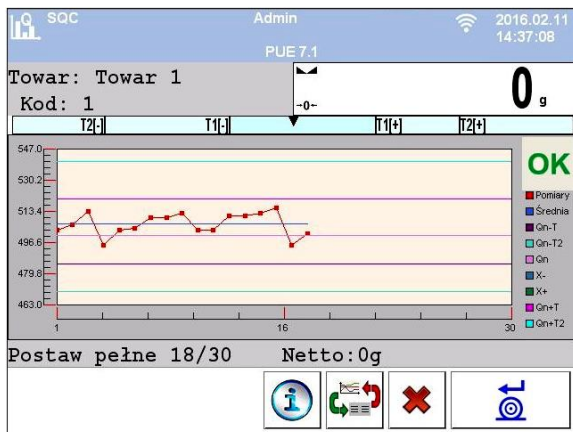 SQC Admin 2016.02.11
14:37:08
PUE 7.1
Towar: Towar 1
Kod: 1
→0← 0 g
T2[-] T1[-] T1[+] T2[+]
547.0
530.2
513.4
496.6
479.8
463.0
1 16 30
OK
Pomiary
Średnia
Qn-T
Qn-T2
Qn
X-
X+
Qn+T
Qn+T2
Postaw pełne 18/30 Netto:0g